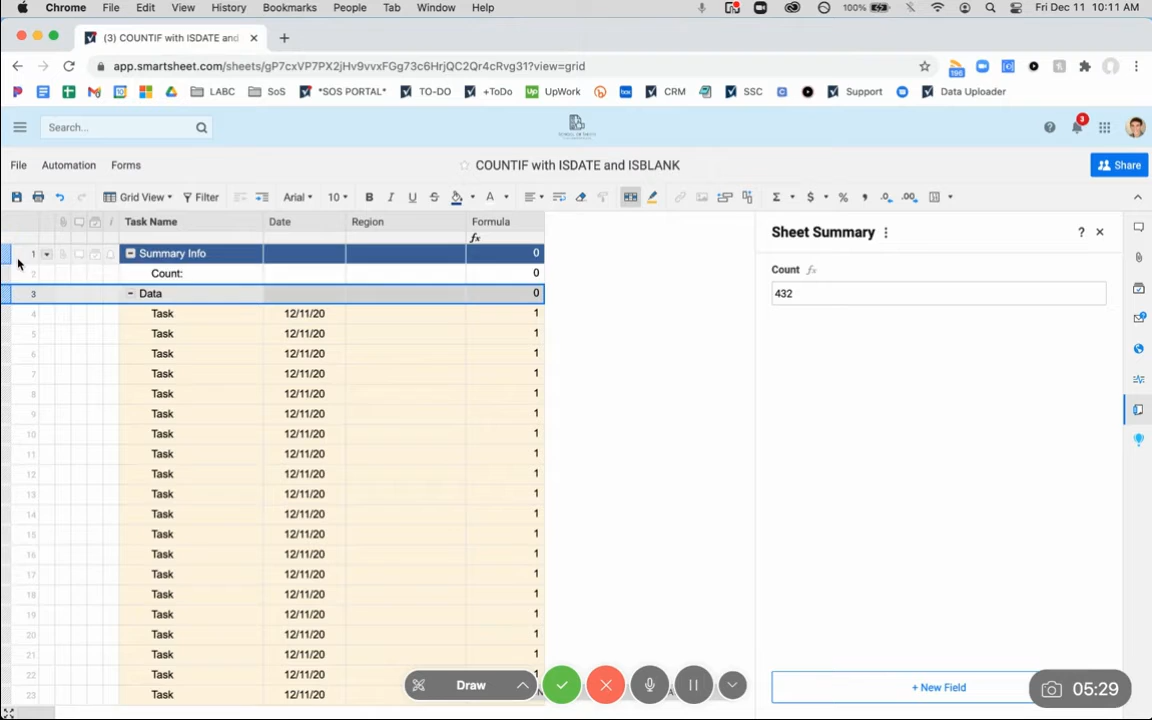 Chrome File Edit View History Bookmarks People Tab Window Help 100% Fri Dec 11 10:11 AM
(3) COUNTIF with ISDATE and
app.smartsheet.com/sheets/gP7cxVP7PX2jHv9vvxFGg73c6HrjQC2Qr4cRvg31?view=grid 196
LABC SoS *SOS PORTAL* TO-DO +ToDo Up UpWork box CRM SSC Support Data Uploader
Search... 3
File Automation Forms COUNTIF with ISDATE and ISBLANK Share
Grid View Filter Arial 10 B I U S A Σ $ % , .0 .00
Task Name Date Region Formula
fx
Sheet Summary ?
1 Summary Info 0
2 Count: 0
3 Data 0
4 Task 12/11/20 1
5 Task 12/11/20 1
6 Task 12/11/20 1
7 Task 12/11/20 1
8 Task 12/11/20 1
9 Task 12/11/20 1
10 Task 12/11/20 1
11 Task 12/11/20 1
12 Task 12/11/20 1
13 Task 12/11/20 1
14 Task 12/11/20 1
15 Task 12/11/20 1
16 Task 12/11/20 1
17 Task 12/11/20 1
18 Task 12/11/20 1
19 Task 12/11/20 1
20 Task 12/11/20 1
21 Task 12/11/20 1
22 Task 12/11/20 1
23 Task 12/11/20
Count fx
432
+ New Field
Draw
05:29